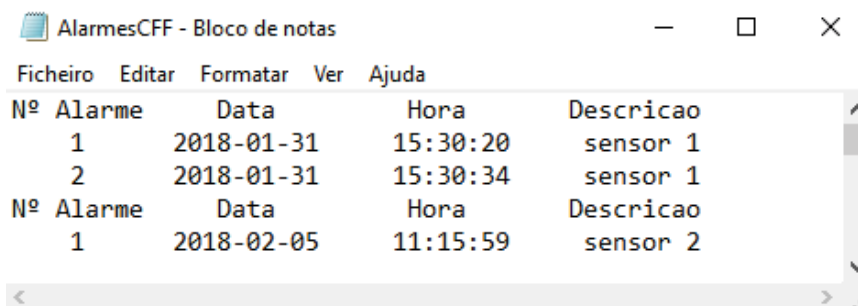 AlarmesCFF - Bloco de notas
Ficheiro Editar Formatar Ver Ajuda
Nº Alarme Data Hora Descricao
1 2018-01-31 15:30:20 sensor 1
2 2018-01-31 15:30:34 sensor 1
Nº Alarme Data Hora Descricao
1 2018-02-05 11:15:59 sensor 2